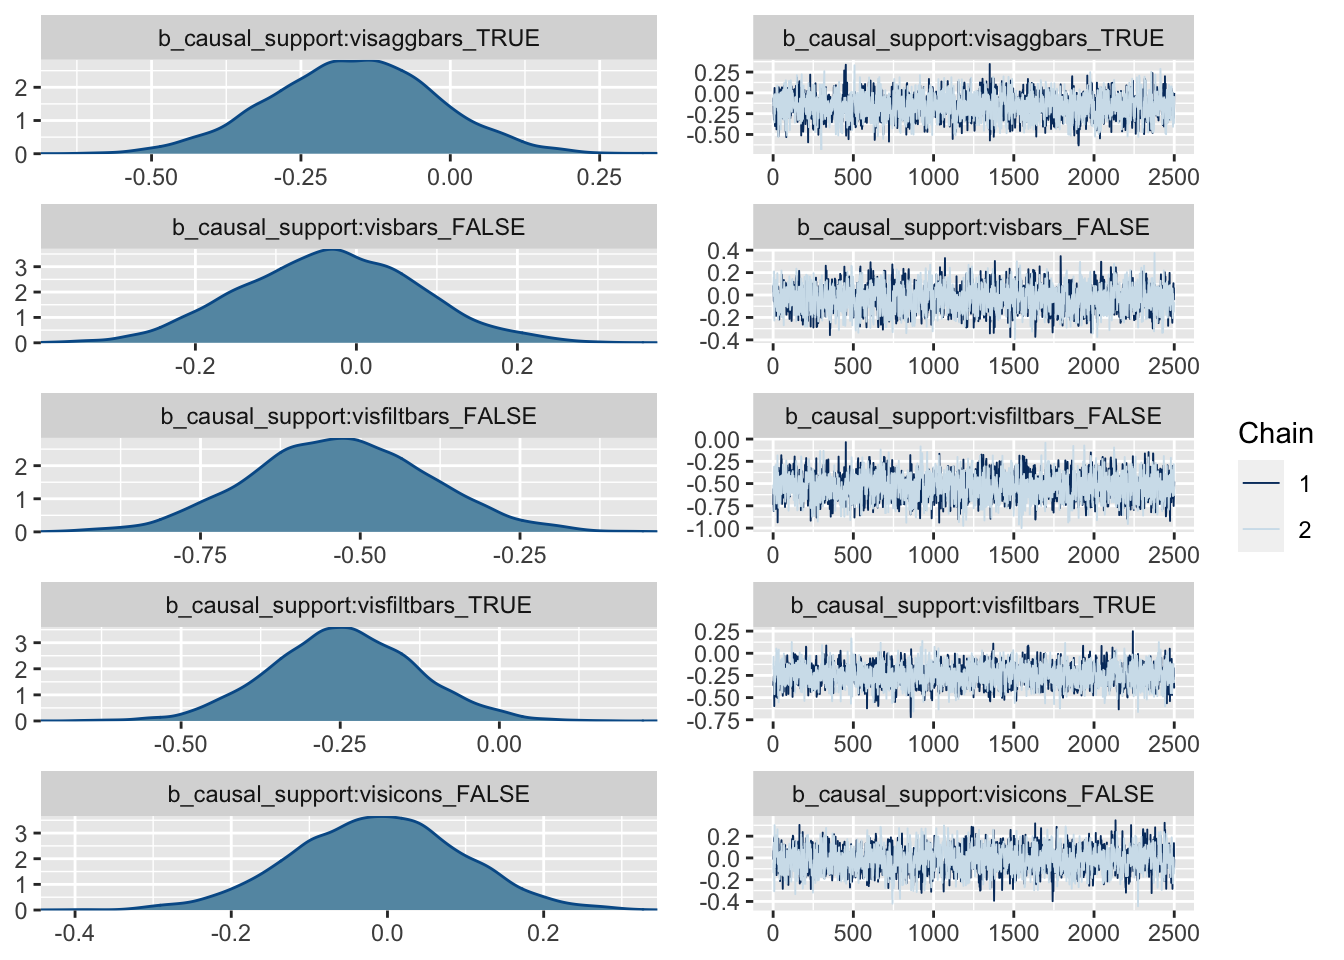 b_causal_support:visaggbars_TRUE
2
1
0
-0.50 -0.25 0.00 0.25
b_causal_support:visaggbars_TRUE
0.25
0.00
-0.25
-0.50
0 500 1000 1500 2000 2500
b_causal_support:visbars_FALSE
3
2
1
0
-0.2 0.0 0.2
b_causal_support:visbars_FALSE
0.4
0.2
0.0
-0.2
-0.4
0 500 1000 1500 2000 2500
b_causal_support:visfiltbars_FALSE
2
1
0
-0.75 -0.50 -0.25
b_causal_support:visfiltbars_FALSE
0.00
-0.25
-0.50
-0.75
-1.00
0 500 1000 1500 2000 2500
b_causal_support:visfiltbars_TRUE
3
2
1
0
-0.50 -0.25 0.00
b_causal_support:visfiltbars_TRUE
0.25
0.00
-0.25
-0.50
-0.75
0 500 1000 1500 2000 2500
b_causal_support:visicons_FALSE
3
2
1
0
-0.4 -0.2 0.0 0.2
b_causal_support:visicons_FALSE
0.2
0.0
-0.2
-0.4
0 500 1000 1500 2000 2500
Chain
1
2